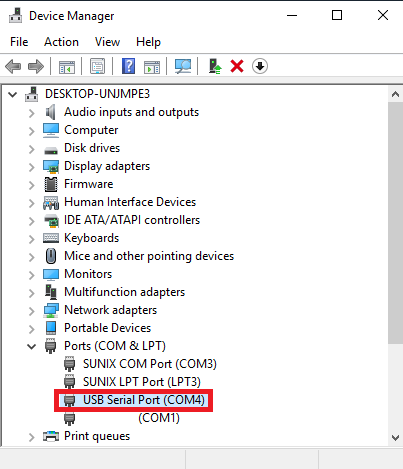 Device Manager
File Action View Help
DESKTOP-UNJMPE3
Audio inputs and outputs
Computer
Disk drives
Display adapters
Firmware
Human Interface Devices
IDE ATA/ATAPI controllers
Keyboards
Mice and other pointing devices
Monitors
Multifunction adapters
Network adapters
Portable Devices
Ports (COM & LPT)
SUNIX COM Port (COM3)
SUNIX LPT Port (LPT3)
USB Serial Port (COM4)
(COM1)
Print queues